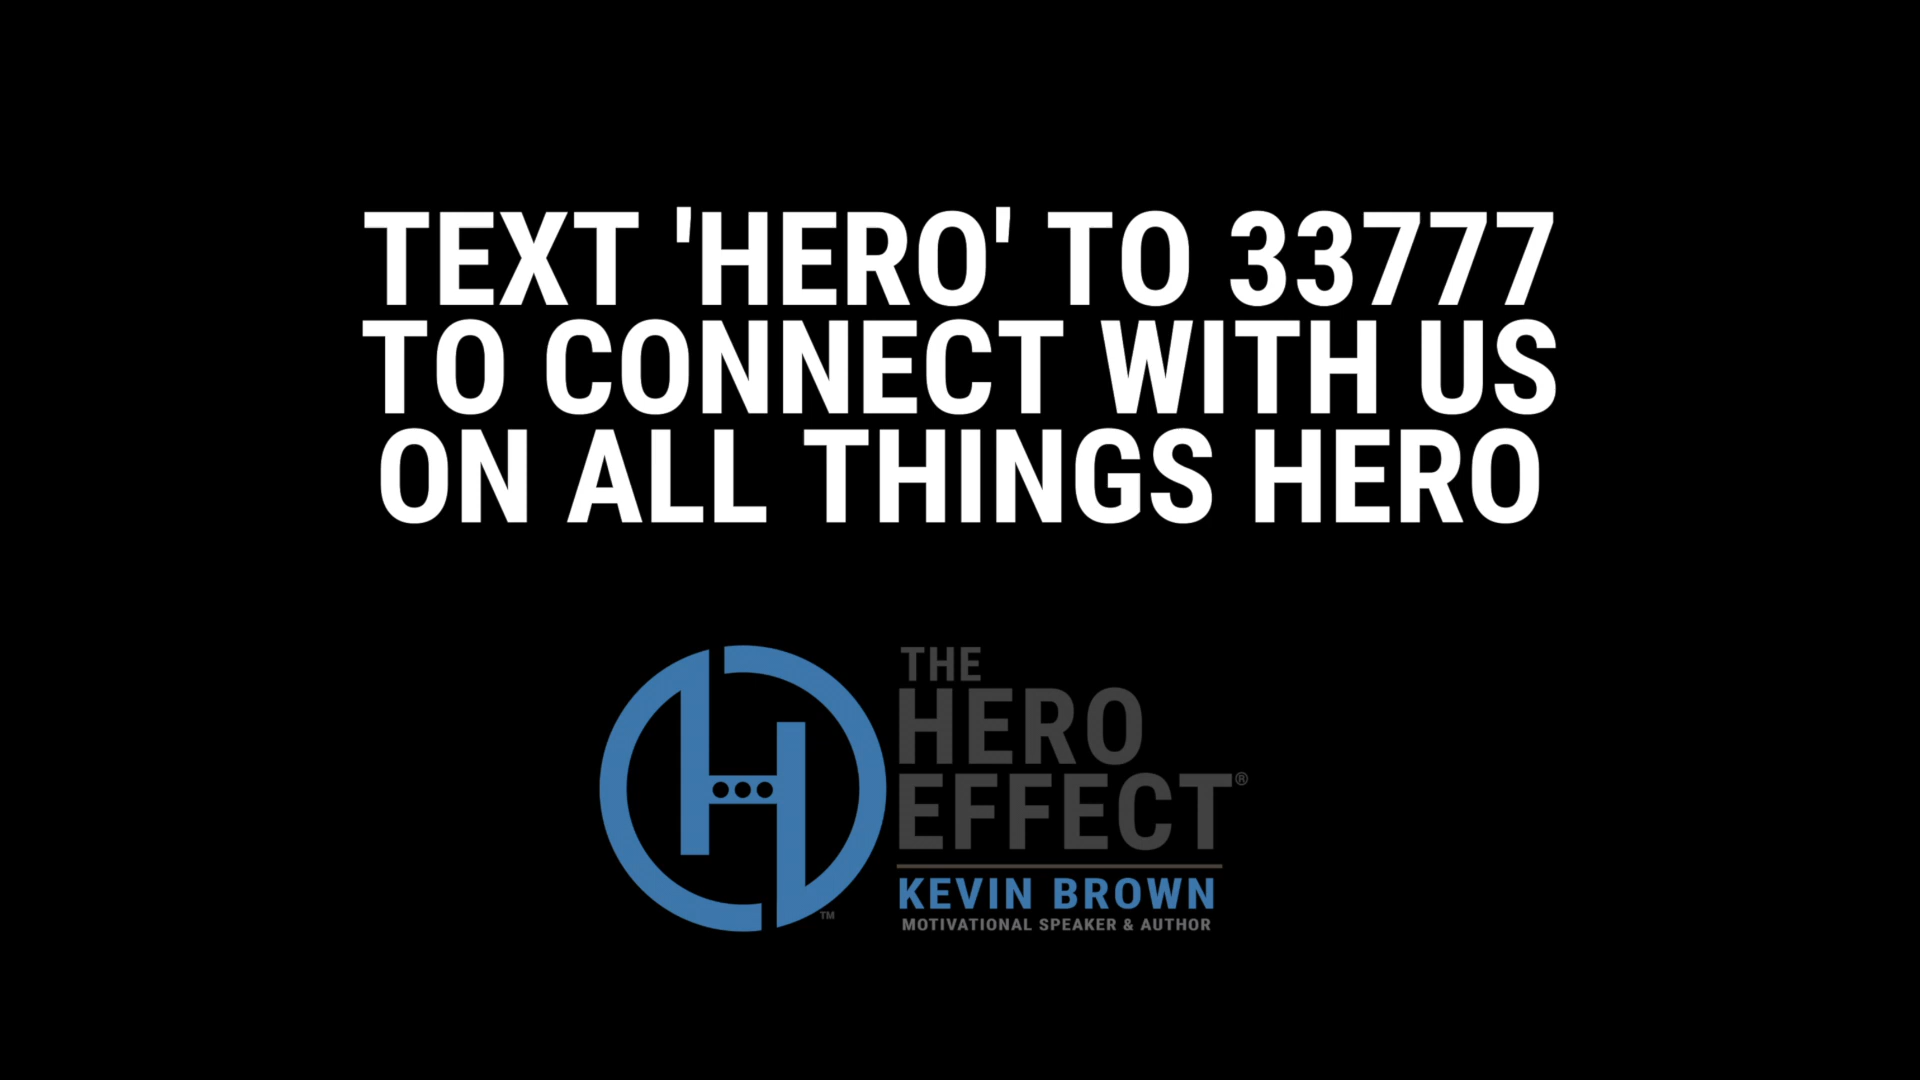 TEXT 'HERO' TO 33777
TO CONNECT WITH US
ON ALL THINGS HERO
H
THE
HERO
EFFECT®
KEVIN BROWN
MOTIVATIONAL SPEAKER & AUTHOR
™